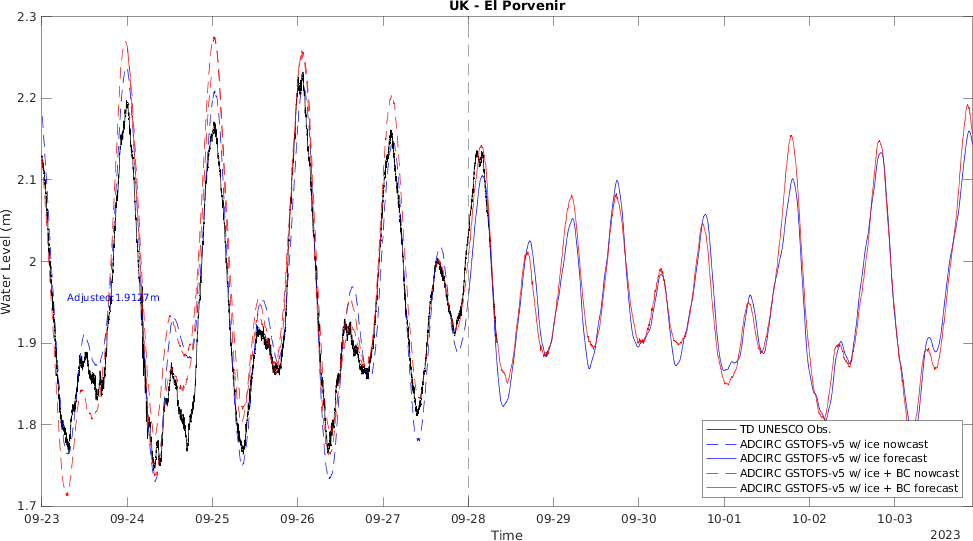 UK - El Porvenir
2.3
2.2
2.1
2
1.9
1.8
1.7
Water Level (m)
Adjusted:1.9127m
TD UNESCO Obs.
ADCIRC GSTOFS-v5 w/ ice nowcast
ADCIRC GSTOFS-v5 w/ ice forecast
ADCIRC GSTOFS-v5 w/ ice + BC nowcast
ADCIRC GSTOFS-v5 w/ ice + BC forecast
09-23 09-24 09-25 09-26 09-27 09-28 09-29 09-30 10-01 10-02 10-03
Time
2023